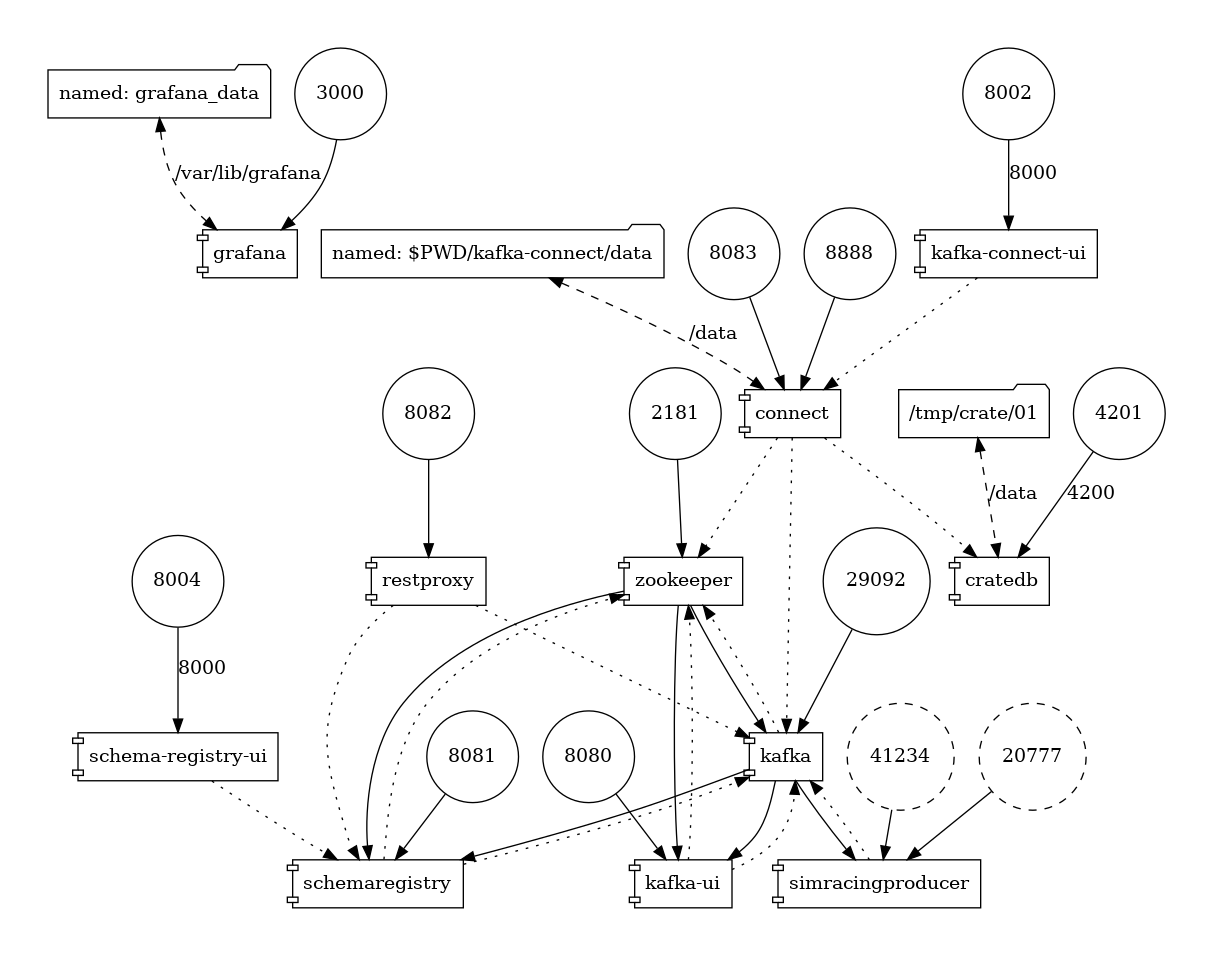 named: grafana_data
3000
8002
/var/lib/grafana
8000
grafana
named: $PWD/kafka-connect/data
8083
8888
kafka-connect-ui
/data
8082
2181
connect
/tmp/crate/01
4201
/data
4200
8004
restproxy
zookeeper
29092
cratedb
8000
schema-registry-ui
8081
8080
kafka
41234
20777
schemaregistry
kafka-ui
simracingproducer